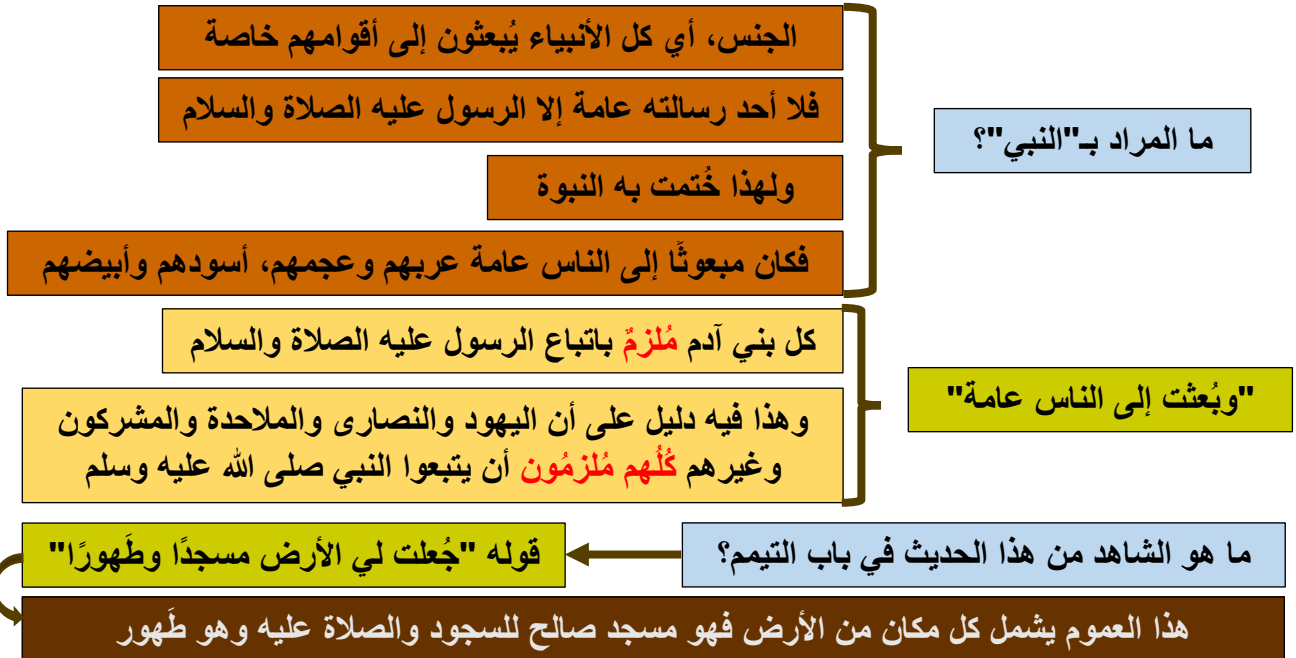 ما المراد بـ"النبي"؟
الجنس، أي كل الأنبياء يُبعثون إلى أقوامهم خاصة
فلا أحد رسالته عامة إلا الرسول عليه الصلاة والسلام
ولهذا خُتمت به النبوة
فكان مبعوثًا إلى الناس عامة عربهم وعجمهم، أسودهم وأبيضهم
"وبُعثت إلى الناس عامة"
كل بني آدم مُلزمٌ باتباع الرسول عليه الصلاة والسلام
وهذا فيه دليل على أن اليهود والنصارى والملاحدة والمشركون
وغيرهم كُلُهم مُلزمُون أن يتبعوا النبي صلى الله عليه وسلم
ما هو الشاهد من هذا الحديث في باب التيمم؟
قوله "جُعلت لي الأرض مسجدًا وطَهورًا"
هذا العموم يشمل كل مكان من الأرض فهو مسجد صالح للسجود والصلاة عليه وهو طَهور